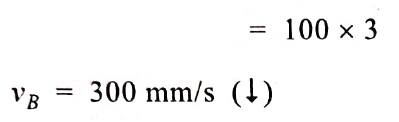 = 100 × 3
v_B = 300 mm/s (↓)